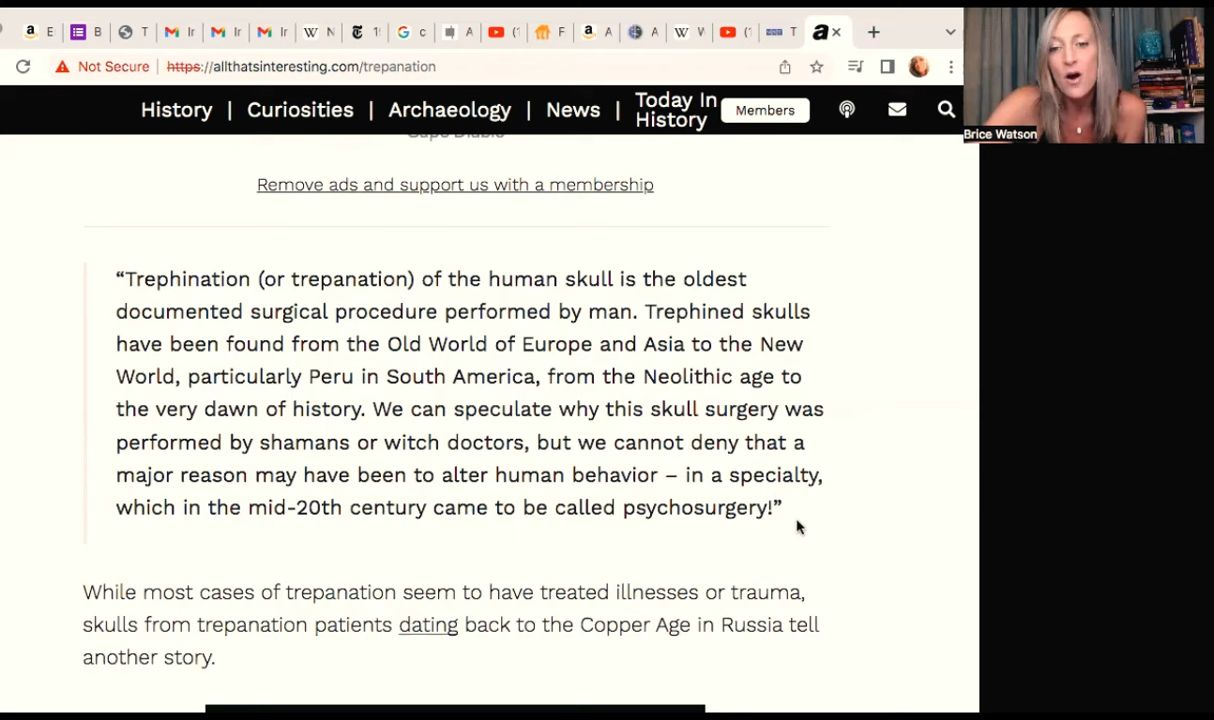 E B T Ir Ir Ir N 1 c A ( F A A W ( T
Not Secure | https://allthatsinteresting.com/trepanation
History | Curiosities | Archaeology | News | Today In
History
Members
Brice Watson
Remove ads and support us with a membership
“Trephination (or trepanation) of the human skull is the oldest
documented surgical procedure performed by man. Trephined skulls
have been found from the Old World of Europe and Asia to the New
World, particularly Peru in South America, from the Neolithic age to
the very dawn of history. We can speculate why this skull surgery was
performed by shamans or witch doctors, but we cannot deny that a
major reason may have been to alter human behavior – in a specialty,
which in the mid-20th century came to be called psychosurgery!”
While most cases of trepanation seem to have treated illnesses or trauma,
skulls from trepanation patients dating back to the Copper Age in Russia tell
another story.